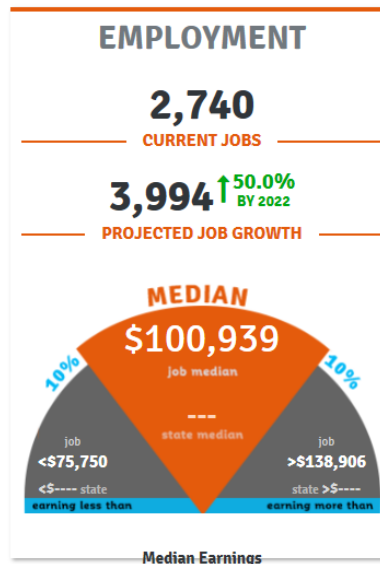 EMPLOYMENT
2,740
CURRENT JOBS
3,994 ↑ 50.0%
BY 2022
PROJECTED JOB GROWTH
MEDIAN
$100,939
job median
10%
10%
---
state median
job
<$75,750
<$---- state
earning less than
job
>$138,906
state >$----
earning more than
Median Earnings